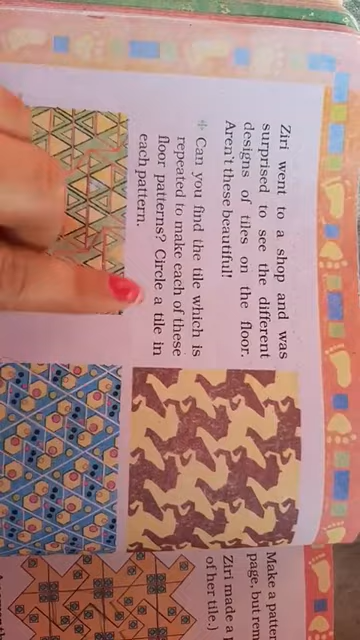 Ziri went to a shop and was
surprised to see the different
designs of tiles on the floor.
Aren't these beautiful!
Can you find the tile which is
repeated to make each of these
floor patterns? Circle a tile in
each pattern.
Make a patter
page, but rem
Ziri made a
of her tile.)